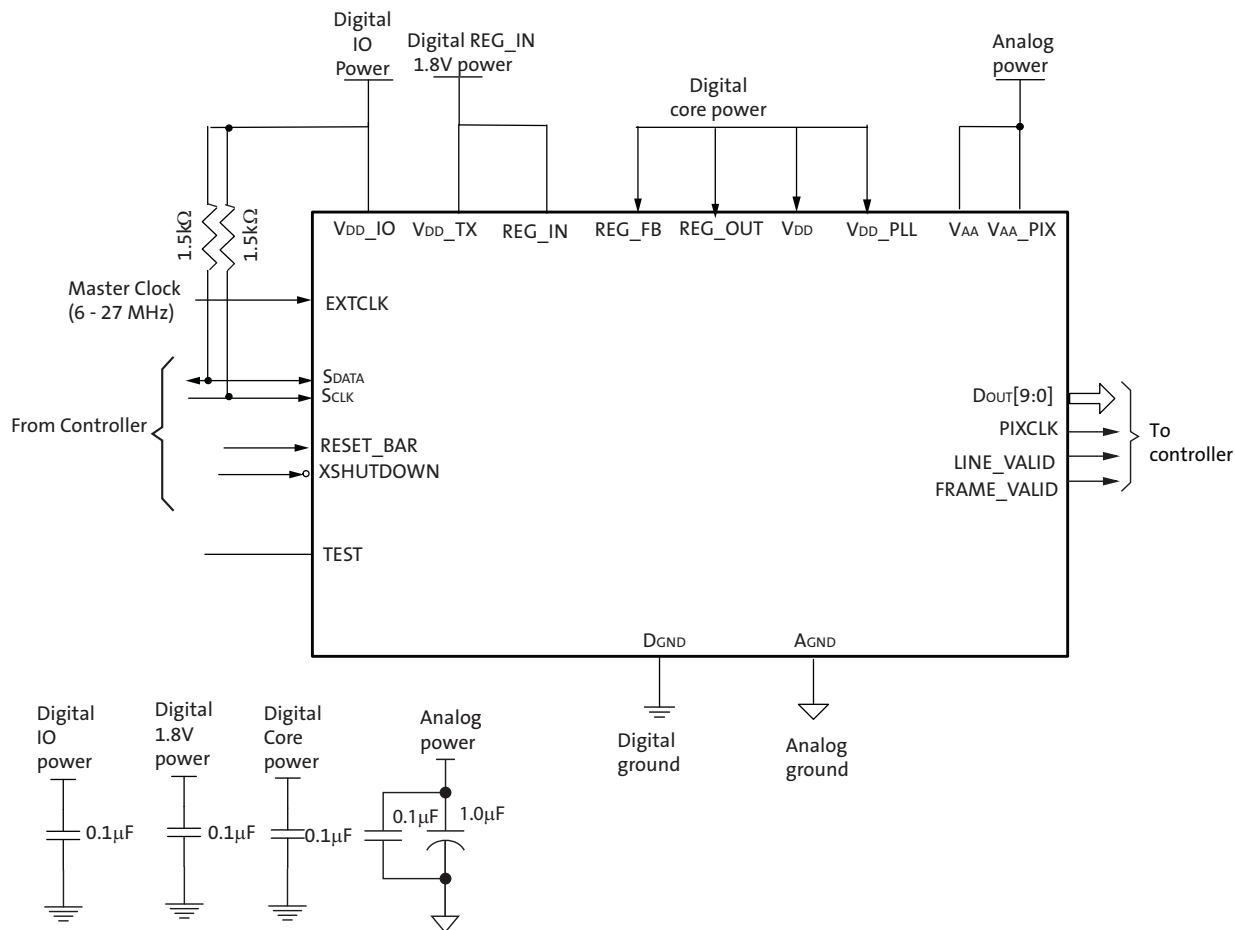 Digital
IO
Power
Digital REG_IN
1.8V power
Digital
core power
Analog
power
1.5kΩ
1.5kΩ
VDD_IO
VDD_TX
REG_IN
REG_FB
REG_OUT
VDD
VDD_PLL
VAA
VAA_PIX
Master Clock
(6 - 27 MHz)
EXTCLK
SDATA
SCLK
From Controller
RESET_BAR
XSHUTDOWN
TEST
DOUT[9:0]
PIXCLK
LINE_VALID
FRAME_VALID
To
controller
DGND
AGND
Digital
ground
Analog
ground
Digital
IO
power
0.1µF
Digital
1.8V
power
0.1µF
Digital
Core
power
0.1µF
Analog
power
0.1µF
1.0µF